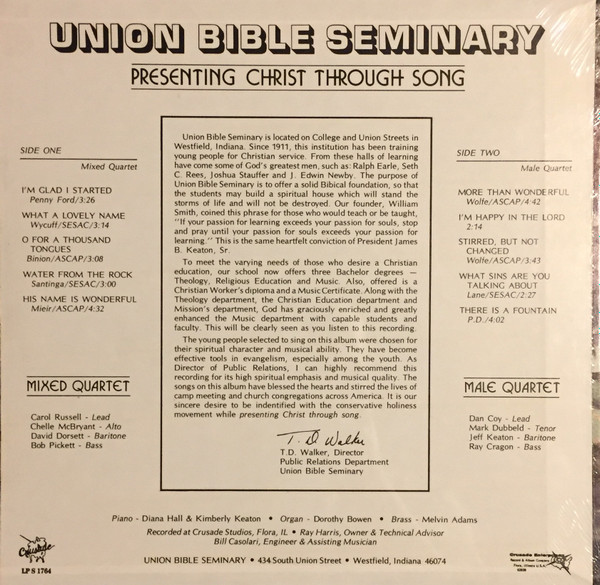 UNION BIBLE SEMINARY
PRESENTING CHRIST THROUGH SONG
SIDE ONE
Mixed Quartet
I'M GLAD I STARTED
Penny Ford/3:26
WHAT A LOVELY NAME
Wycuff/SESAC/3:14
O FOR A THOUSAND
TONGUES
Binion/ASCAP/3:08
WATER FROM THE ROCK
Santinga/SESAC/3:00
HIS NAME IS WONDERFUL
Mieir/ASCAP/4:32
MIXED QUARTET
Carol Russell - Lead
Chelle McBryant - Alto
David Dorsett - Baritone
Bob Pickett - Bass
Union Bible Seminary is located on College and Union Streets in
Westfield, Indiana. Since 1911, this institution has been training
young people for Christian service. From these halls of learning
have come some of God's greatest men, such as: Ralph Earle, Seth
C. Rees, Joshua Stauffer and J. Edwin Newby. The purpose of
Union Bible Seminary is to offer a solid Bibical foundation, so that
the students may build a spiritual house which will stand the
storms of life and will not be destroyed. Our founder, William
Smith, coined this phrase for those who would teach or be taught,
"If your passion for learning exceeds your passion for souls, stop
and pray until your passion for souls exceeds your passion for
learning." This is the same heartfelt conviction of President James
B. Keaton, Sr.
To meet the varying needs of those who desire a Christian
education, our school now offers three Bachelor degrees —
Theology, Religious Education and Music. Also, offered is a
Christian Worker's diploma and a Music Certificate. Along with the
Theology department, the Christian Education department and
Mission's department, God has graciously enriched and greatly
enhanced the Music department with capable students and
faculty. This will be clearly seen as you listen to this recording.
The young people selected to sing on this album were chosen for
their spiritual character and musical ability. They have become
effective tools in evangelism, especially among the youth. As
Director of Public Relations, I can highly recommend this
recording for its high spiritual emphasis and musical quality. The
songs on this album have blessed the hearts and stirred the lives of
camp meeting and church congregations across America. It is our
sincere desire to be indentified with the conservative holiness
movement while presenting Christ through song.
T. D. Walker
T.D. Walker, Director
Public Relations Department
Union Bible Seminary
SIDE TWO
Male Quartet
MORE THAN WONDERFUL
Wolfe/ASCAP/4:42
I'M HAPPY IN THE LORD
2:14
STIRRED, BUT NOT
CHANGED
Wolfe/ASCAP/3:43
WHAT SINS ARE YOU
TALKING ABOUT
Lane/SESAC/2:27
THERE IS A FOUNTAIN
P.D./4:02
MALE QUARTET
Dan Coy - Lead
Mark Dubbeld - Tenor
Jeff Keaton - Baritone
Ray Cragon - Bass
Piano - Diana Hall & Kimberly Keaton • Organ - Dorothy Bowen • Brass - Melvin Adams
Recorded at Crusade Studios, Flora, IL • Ray Harris, Owner & Technical Advisor
Bill Casolari, Engineer & Assisting Musician
UNION BIBLE SEMINARY • 434 South Union Street • Westfield, Indiana 46074
Crusade
LP S 1764
Crusade Enterprises